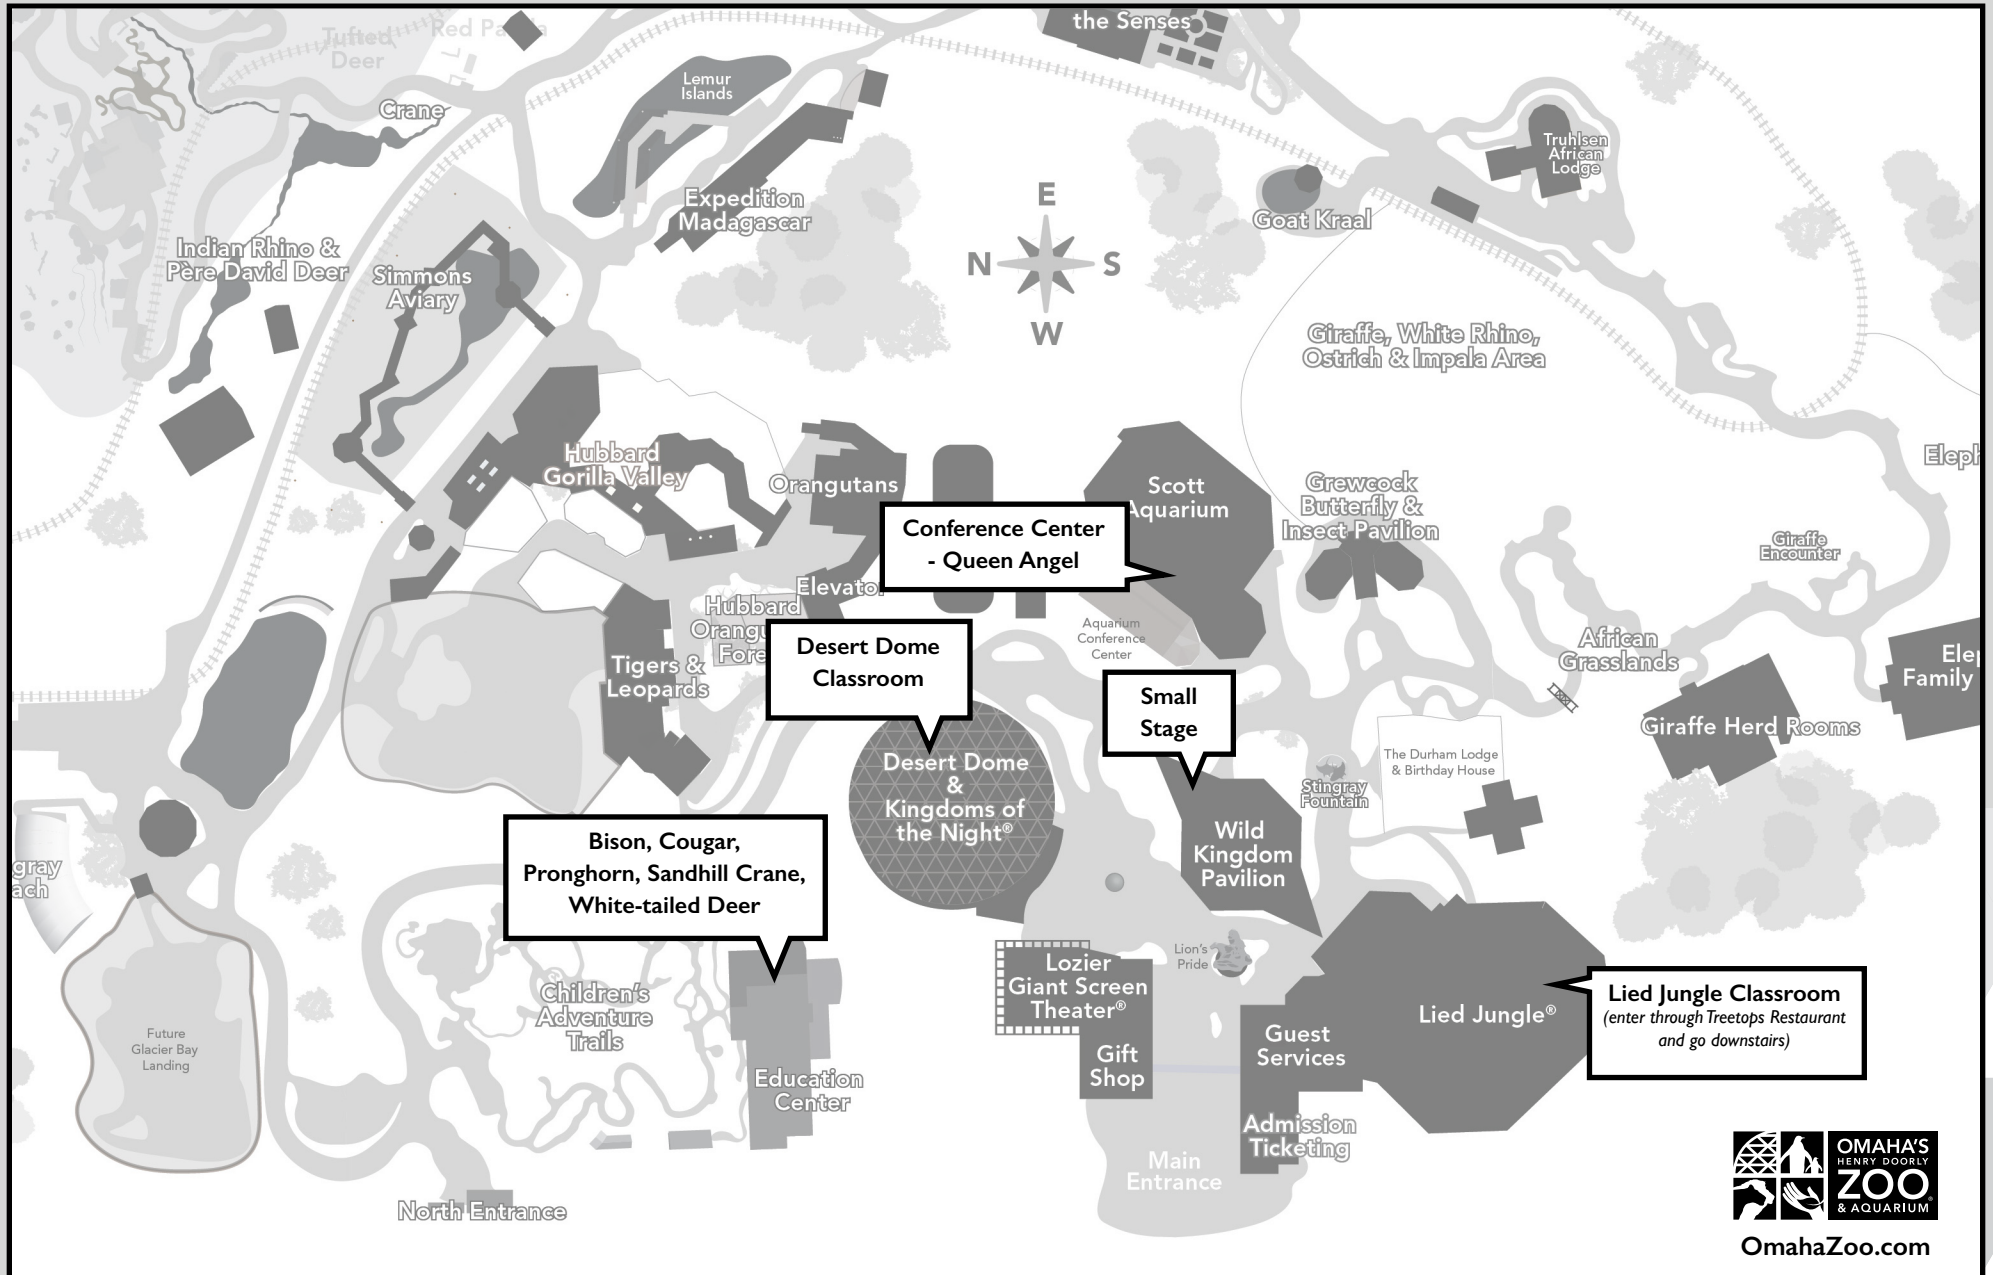 Tufted
Deer
Red Panda
the Senses
Crane
Lemur
Islands
Truhlsen
African
Lodge
Expedition
Madagascar
Goat Kraal
E
N
S
W
Indian Rhino &
Père David Deer
Simmons
Aviary
Giraffe, White Rhino,
Ostrich & Impala Area
Hubbard
Gorilla Valley
Orangutans
Scott
Aquarium
Grewcock
Butterfly &
Insect Pavilion
Eleph
Conference Center
- Queen Angel
Giraffe
Encounter
Elevator
Hubbard
Orangu
Fore
Aquarium
Conference
Center
African
Grasslands
Desert Dome
Classroom
Tigers &
Leopards
Small
Stage
Ele
Family
Giraffe Herd Rooms
The Durham Lodge
& Birthday House
Desert Dome
&
Kingdoms of
the Night®
Stingray
Fountain
Wild
Kingdom
Pavilion
Bison, Cougar,
Pronghorn, Sandhill Crane,
White-tailed Deer
gray
ach
Lion's
Pride
Lozier
Giant Screen
Theater®
Children's
Adventure
Trails
Lied Jungle®
Lied Jungle Classroom
(enter through Treetops Restaurant
and go downstairs)
Future
Glacier Bay
Landing
Guest
Services
Gift
Shop
Education
Center
Admission
Ticketing
Main
Entrance
North Entrance
OMAHA'S
HENRY DOORLY
ZOO
& AQUARIUM
OmahaZoo.com